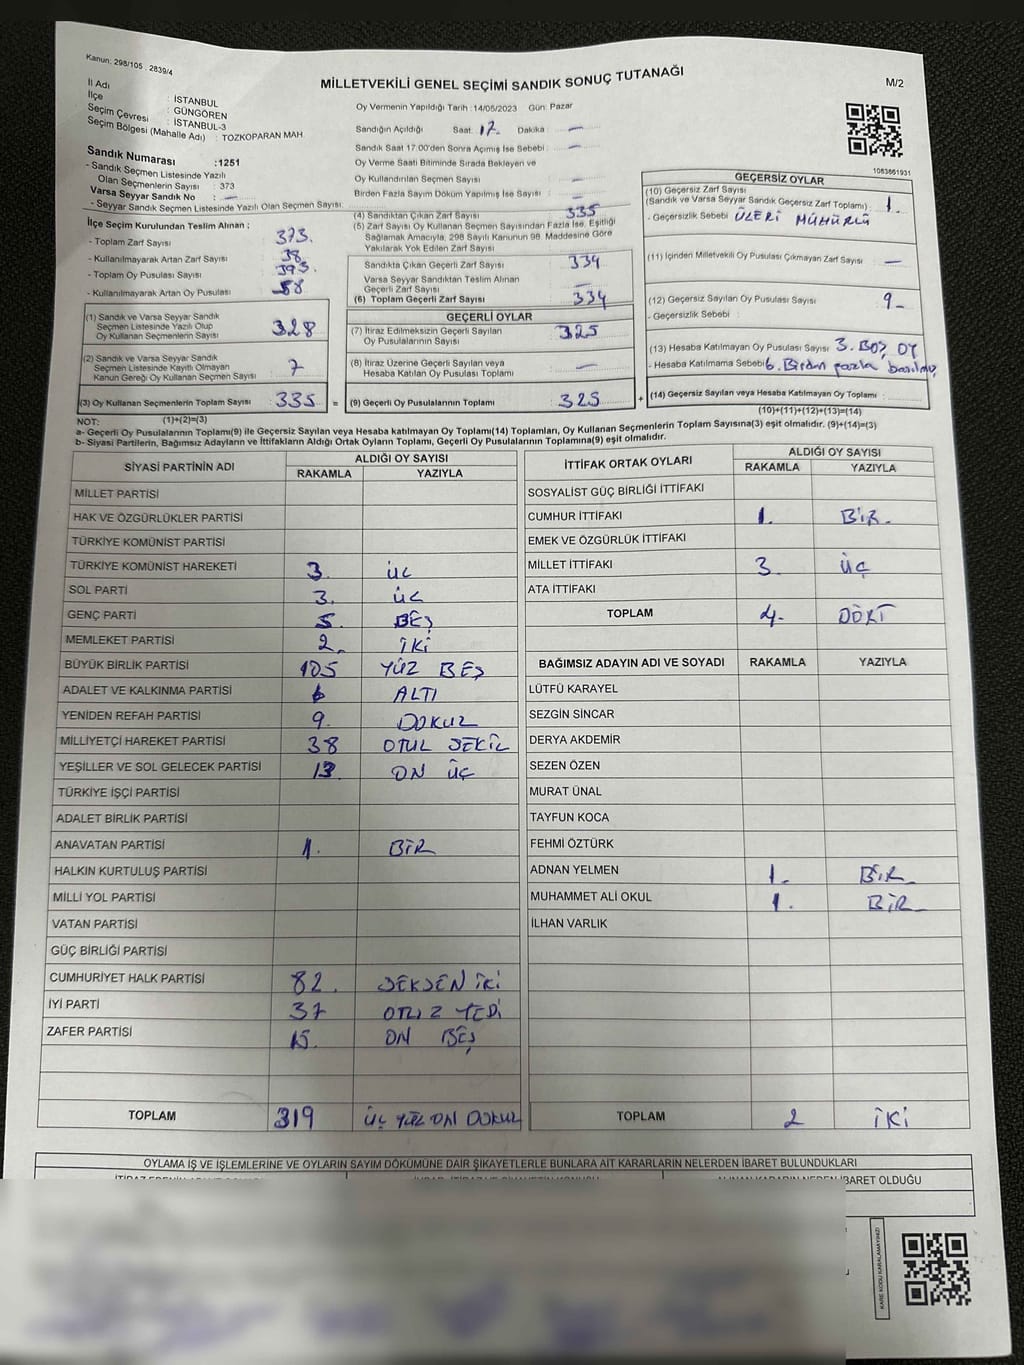 Kanun: 298/105 . 2839/4
MİLLETVEKİLİ GENEL SEÇİMİ SANDIK SONUÇ TUTANAĞI
M/2
İl Adı : İSTANBUL
İlçe : GÜNGÖREN
Seçim Çevresi : İSTANBUL-3
Seçim Bölgesi (Mahalle Adı) : TOZKOPARAN MAH.
Oy Vermenin Yapıldığı Tarih : 14/05/2023 Gün: Pazar
Sandığın Açıldığı Saat: 17. Dakika: —
Sandık Saat 17:00'den Sonra Açımış İse Sebebi : —
Oy Verme Saati Bitiminde Sırada Bekleyen ve
Oy Kullandırılan Seçmen Sayısı : —
Birden Fazla Sayım Döküm Yapılmış İse Sayısı : —
Sandık Numarası :1251
- Sandık Seçmen Listesinde Yazılı
Olan Seçmenlerin Sayısı : 373
Varsa Seyyar Sandık No : —
- Seyyar Sandık Seçmen Listesinde Yazılı Olan Seçmen Sayısı:
İlçe Seçim Kurulundan Teslim Alınan ;
- Toplam Zarf Sayısı : 373.
- Kullanılmayarak Artan Zarf Sayısı : 38.
- Toplam Oy Pusulası Sayısı : 393.
- Kullanılmayarak Artan Oy Pusulası : 58
(1) Sandık ve Varsa Seyyar Sandık
Seçmen Listesinde Yazılı Olup
Oy Kullanan Seçmenlerin Sayısı : 328
(2) Sandık ve Varsa Seyyar Sandık
Seçmen Listesinde Kayıtlı Olmayan
Kanun Gereği Oy Kullanan Seçmen Sayısı : 7
(3) Oy Kullanan Seçmenlerin Toplam Sayısı : 335 =
(4) Sandıktan Çıkan Zarf Sayısı 335
(5) Zarf Sayısı Oy Kullanan Seçmen Sayısından Fazla İse, Eşitliği
Sağlamak Amacıyla, 298 Sayılı Kanunun 98. Maddesine Göre
Yakılarak Yok Edilen Zarf Sayısı
Sandıkta Çıkan Geçerli Zarf Sayısı : 334
Varsa Seyyar Sandıktan Teslim Alınan
Geçerli Zarf Sayısı : —
(6) Toplam Geçerli Zarf Sayısı : 334
GEÇERLİ OYLAR
(7) İtiraz Edilmeksizin Geçerli Sayılan
Oy Pusulasının Sayısı : 325
(8) İtiraz Üzerine Geçerli Sayılan veya
Hesaba Katılan Oy Pusulası Toplamı : —
(9) Geçerli Oy Pusulalarının Toplamı : 325 +
1083661931
GEÇERSİZ OYLAR
(10) Geçersiz Zarf Sayısı
(Sandık ve Varsa Seyyar Sandık Geçersiz Zarf Toplamı) : 1.
- Geçersizlik Sebebi : ÜZERİ MÜHÜRLÜ
(11) İçinden Milletvekili Oy Pusulası Çıkmayan Zarf Sayısı : —
(12) Geçersiz Sayılan Oy Pusulası Sayısı : 9-
- Geçersizlik Sebebi :
(13) Hesaba Katılmayan Oy Pusulası Sayısı : 3. BOŞ OY
- Hesaba Katılmama Sebebi : 6. Birden fazla basılmış
(14) Geçersiz Sayılan veya Hesaba Katılmayan Oy Toplamı :
(10)+(11)+(12)+(13)=(14)
NOT: (1)+(2)=(3)
a- Geçerli Oy Pusulalarının Toplamı(9) ile Geçersiz Sayılan veya Hesaba katılmayan Oy Toplamı(14) Toplamları, Oy Kullanan Seçmenlerin Toplam Sayısına(3) eşit olmalıdır. (9)+(14)=(3)
b- Siyasi Partilerin, Bağımsız Adayların ve İttifakların Aldığı Ortak Oyların Toplamı, Geçerli Oy Pusulalarının Toplamına(9) eşit olmalıdır.
SİYASİ PARTİNİN ADI ALDIĞI OY SAYISI
RAKAMLA YAZIYLA
MİLLET PARTİSİ
HAK VE ÖZGÜRLÜKLER PARTİSİ
TÜRKİYE KOMÜNİST PARTİSİ
TÜRKİYE KOMÜNİST HAREKETİ 3. ÜÇ
SOL PARTİ 3. ÜÇ
GENÇ PARTİ 5. BEŞ
MEMLEKET PARTİSİ 2. İKİ
BÜYÜK BİRLİK PARTİSİ 105 YÜZ BEŞ
ADALET VE KALKINMA PARTİSİ 6 ALTI
YENİDEN REFAH PARTİSİ 9. DOKUZ
MİLLİYETÇİ HAREKET PARTİSİ 38 OTUZ SEKİZ
YEŞİLLER VE SOL GELECEK PARTİSİ 13. ON ÜÇ
TÜRKİYE İŞÇİ PARTİSİ
ADALET BİRLİK PARTİSİ
ANAVATAN PARTİSİ 1. BİR
HALKIN KURTULUŞ PARTİSİ
MİLLİ YOL PARTİSİ
VATAN PARTİSİ
GÜÇ BİRLİĞİ PARTİSİ
CUMHURİYET HALK PARTİSİ 82. SEKSEN İKİ
İYİ PARTİ 37 OTUZ YEDİ
ZAFER PARTİSİ 15. ON BEŞ
TOPLAM 319 ÜÇ YÜZ ON DOKUZ
İTTİFAK ORTAK OYLARI ALDIĞI OY SAYISI
RAKAMLA YAZIYLA
SOSYALİST GÜÇ BİRLİĞİ İTTİFAKI
CUMHUR İTTİFAKI 1. BİR.
EMEK VE ÖZGÜRLÜK İTTİFAKI
MİLLET İTTİFAKI 3. ÜÇ
ATA İTTİFAKI
TOPLAM 4. DÖRT
BAĞIMSIZ ADAYIN ADI VE SOYADI RAKAMLA YAZIYLA
LÜTFÜ KARAYEL
SEZGİN SİNCAR
DERYA AKDEMİR
SEZEN ÖZEN
MURAT ÜNAL
TAYFUN KOCA
FEHMİ ÖZTÜRK
ADNAN YELMEN 1. BİR
MUHAMMET ALİ OKUL 1. BİR
İLHAN VARLIK
TOPLAM 2 İKİ
OYLAMA İŞ VE İŞLEMLERİNE VE OYLARIN SAYIM DÖKÜMÜNE DAİR ŞİKAYETLERLE BUNLARA AİT KARARLARIN NELERDEN İBARET BULUNDUKLARI
İBARET OLDUĞU
KARE KODU KARALAMAYINIZ!